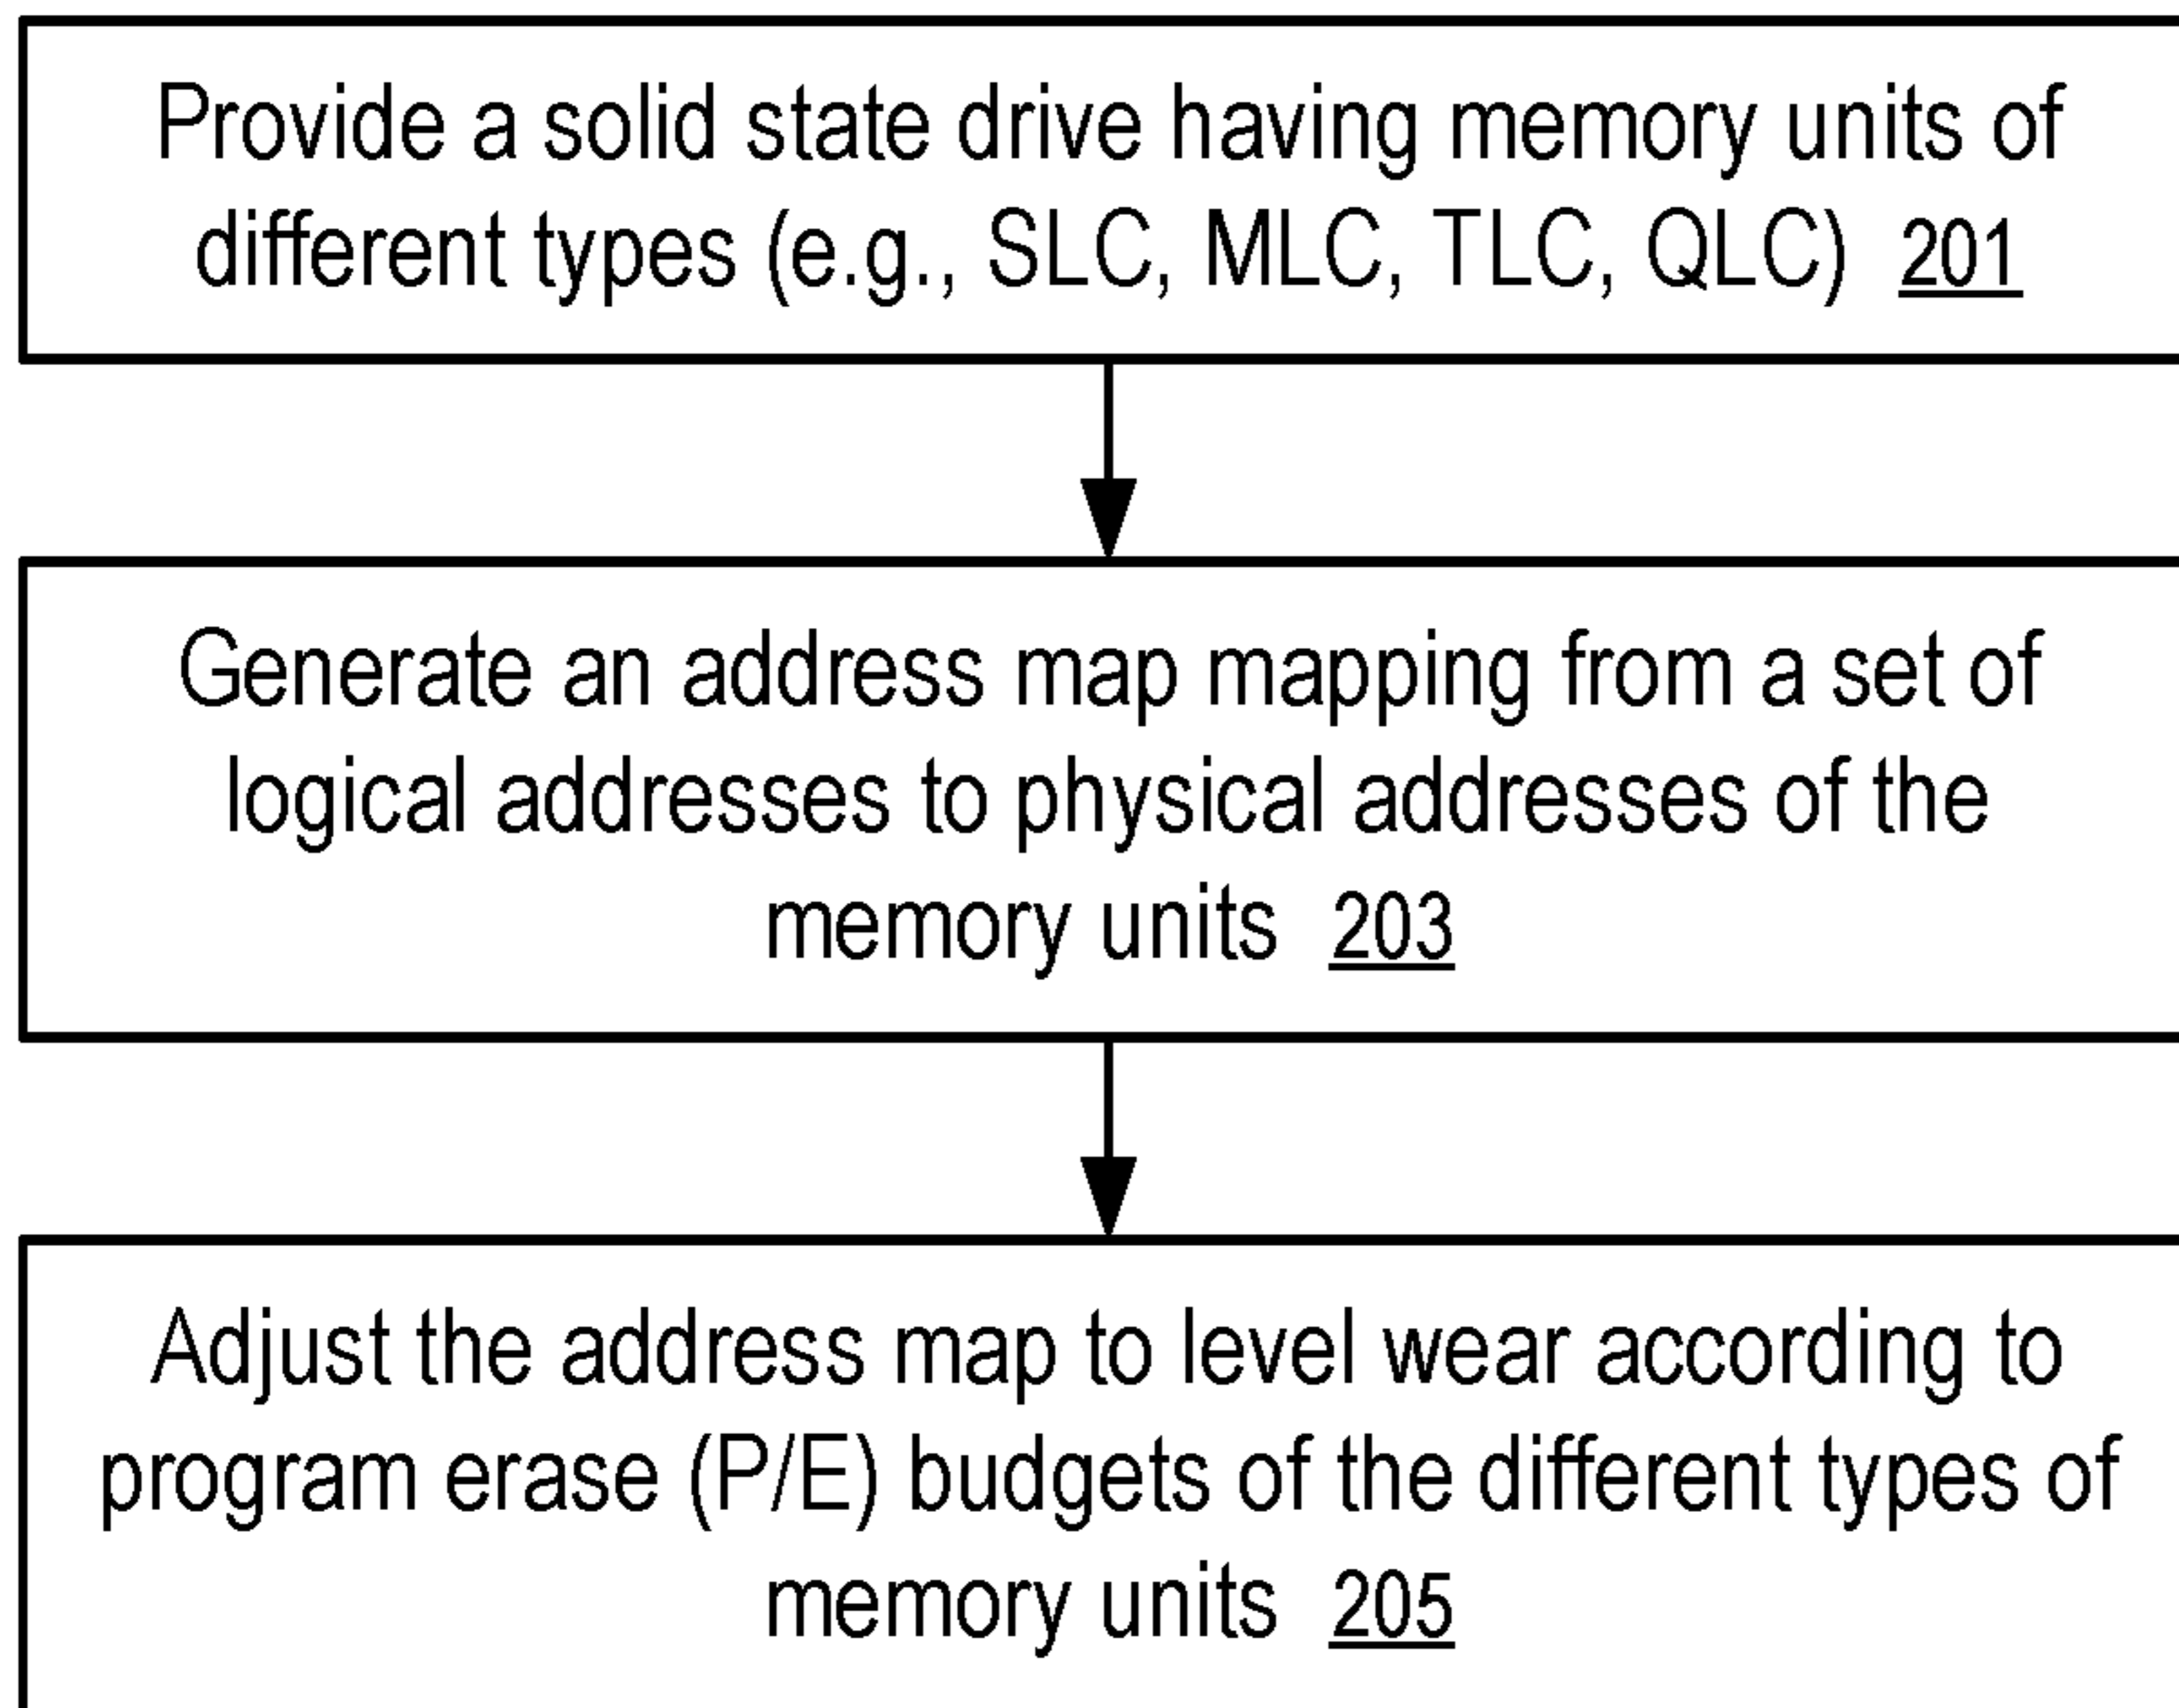 Provide a solid state drive having memory units of
different types (e.g., SLC, MLC, TLC, QLC) 201
Generate an address map mapping from a set of
logical addresses to physical addresses of the
memory units 203
Adjust the address map to level wear according to
program erase (P/E) budgets of the different types of
memory units 205